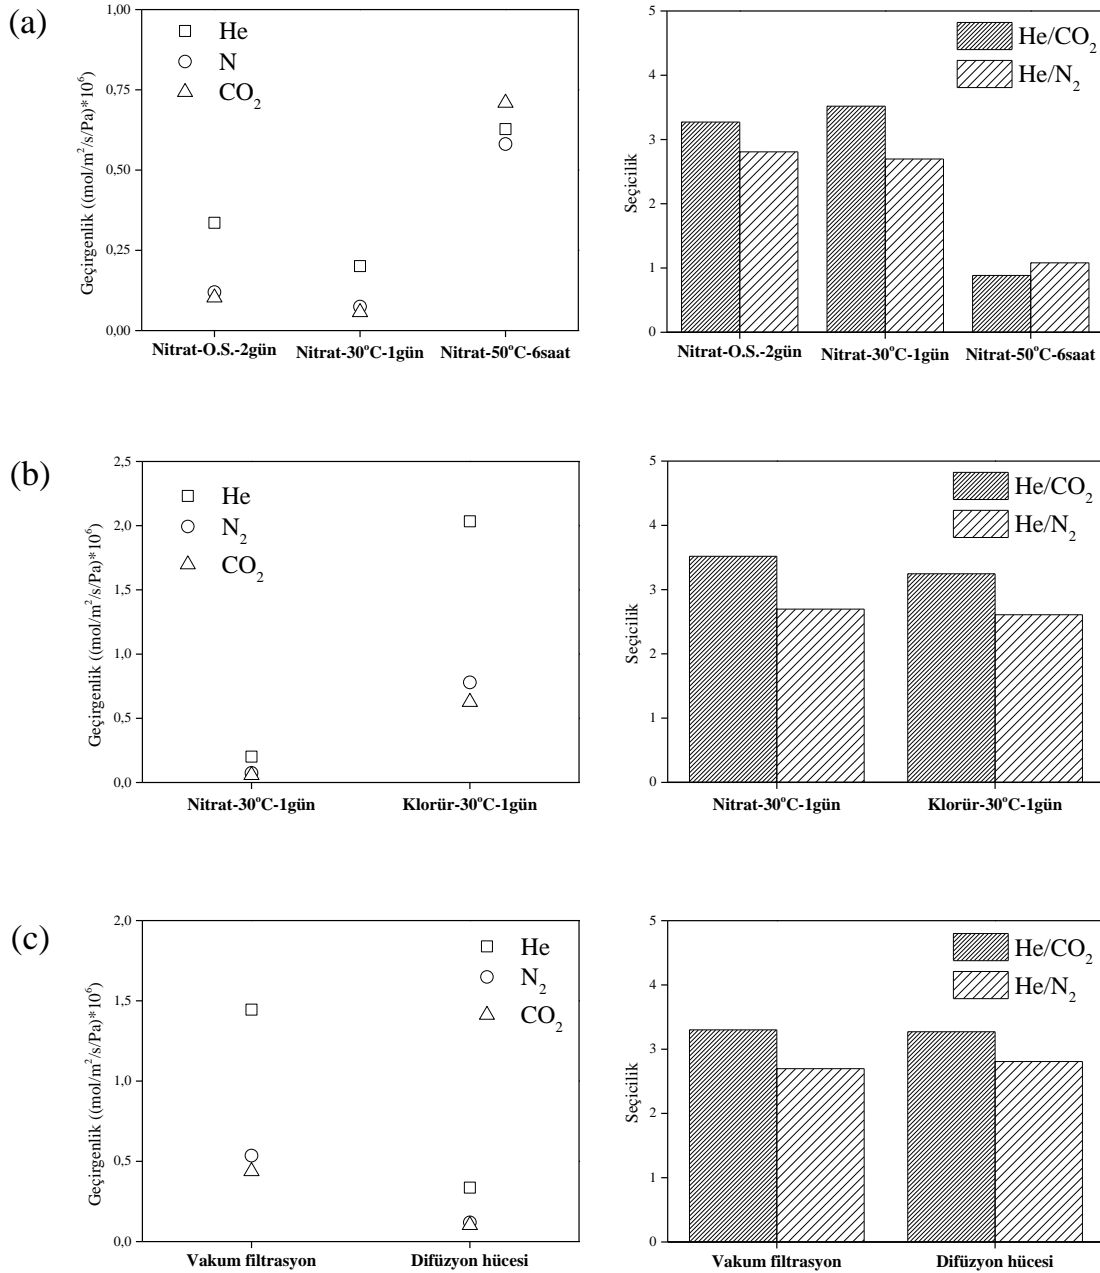 (a)
1,00
0,75
0,50
0,25
0,00
Geçirgenlik ((mol/m²/s/Pa)*10⁶)
He
N
CO₂
Nitrat-O.S.-2gün
Nitrat-30°C-1gün
Nitrat-50°C-6saat
5
4
3
2
1
0
Seçicilik
He/CO₂
He/N₂
Nitrat-O.S.-2gün
Nitrat-30°C-1gün
Nitrat-50°C-6saat
(b)
2,5
2,0
1,5
1,0
0,5
0,0
Geçirgenlik ((mol/m²/s/Pa)*10⁶)
He
N₂
CO₂
Nitrat-30°C-1gün
Klorür-30°C-1gün
5
4
3
2
1
0
Seçicilik
He/CO₂
He/N₂
Nitrat-30°C-1gün
Klorür-30°C-1gün
(c)
2,0
1,5
1,0
0,5
0,0
Geçirgenlik ((mol/m²/s/Pa)*10⁶)
He
N₂
CO₂
Vakum filtrasyon
Difüzyon hücesi
5
4
3
2
1
0
Seçicilik
He/CO₂
He/N₂
Vakum filtrasyon
Difüzyon hücesi